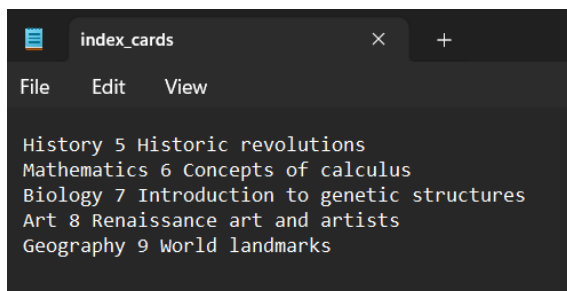 index_cards
File Edit View
History 5 Historic revolutions
Mathematics 6 Concepts of calculus
Biology 7 Introduction to genetic structures
Art 8 Renaissance art and artists
Geography 9 World landmarks